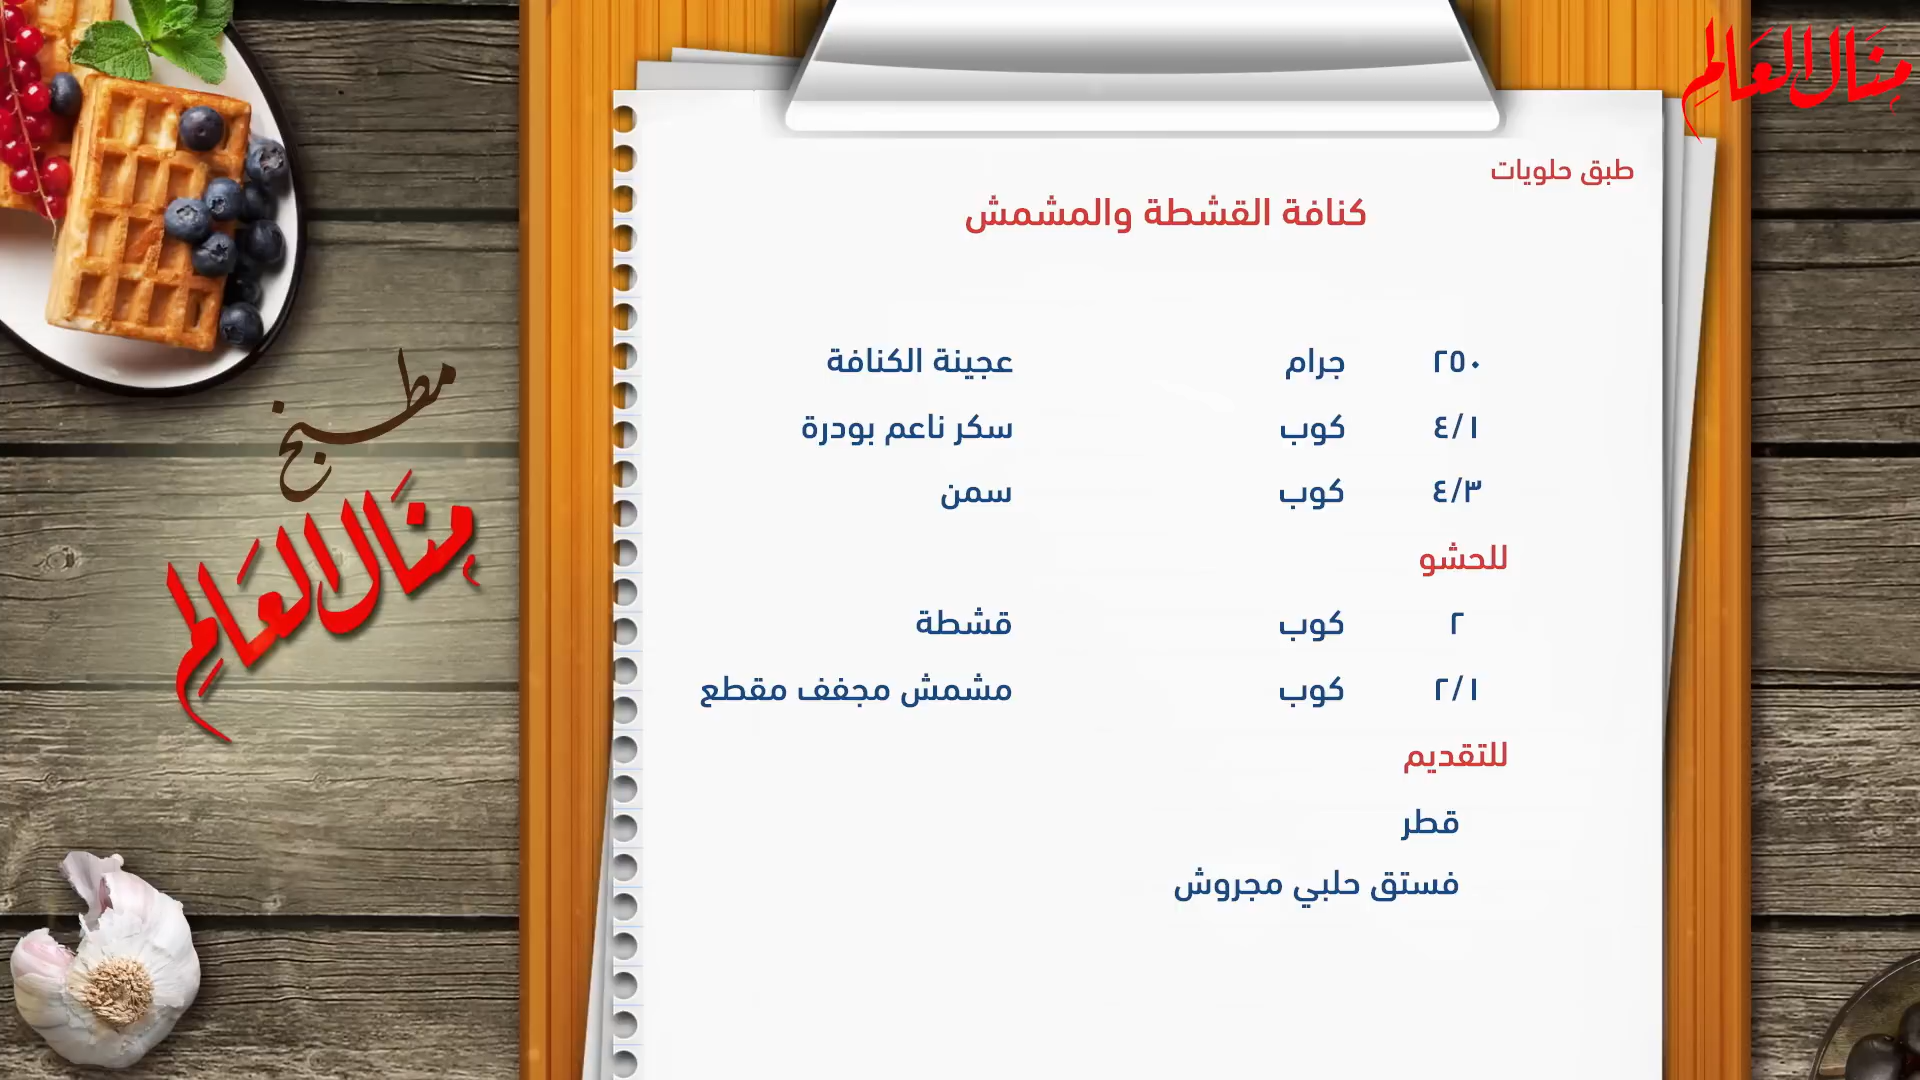 منال العالم
طبق حلويات
كنافة القشطة والمشمش
٢٥٠ جرام عجينة الكنافة
٤/١ كوب سكر ناعم بودرة
٤/٣ كوب سمن
للحشو
٢ كوب قشطة
٢/١ كوب مشمش مجفف مقطع
للتقديم
قطر
فستق حلبي مجروش
مطبخ
منال العالم